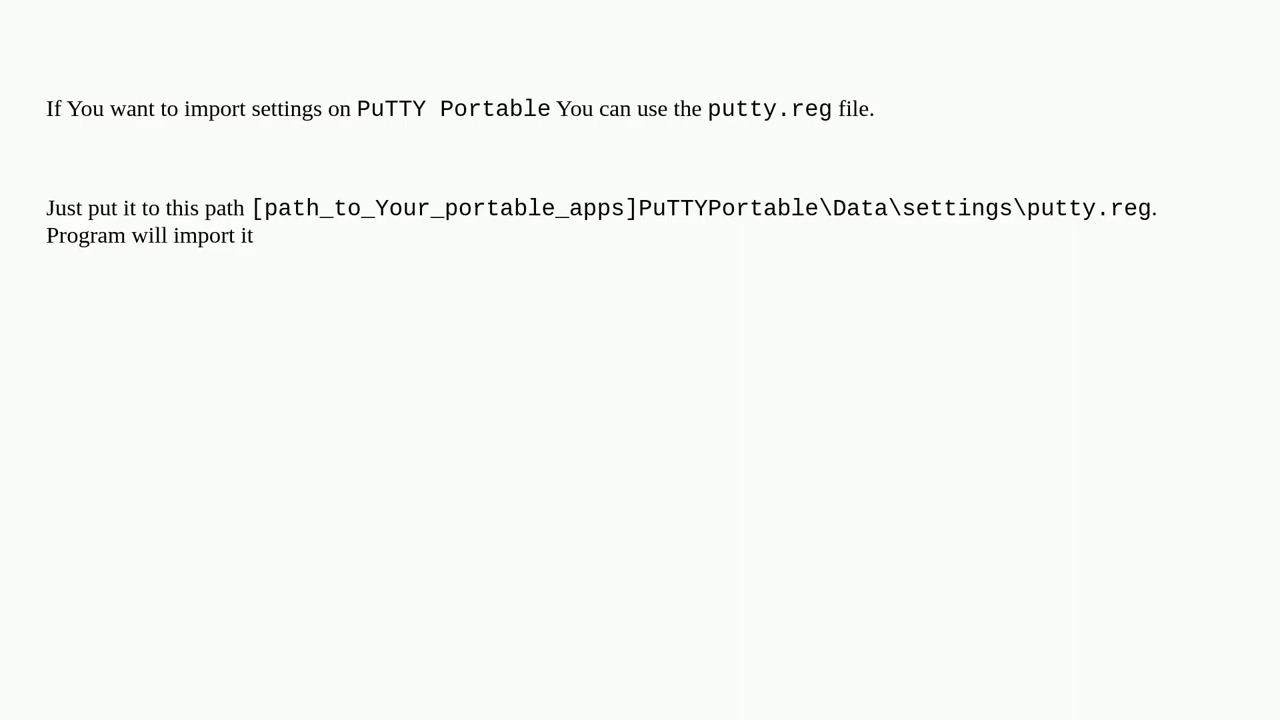 If You want to import settings on PuTTY Portable You can use the putty.reg file.
Just put it to this path [path_to_Your_portable_apps]PuTTYPortable\Data\settings\putty.reg.
Program will import it